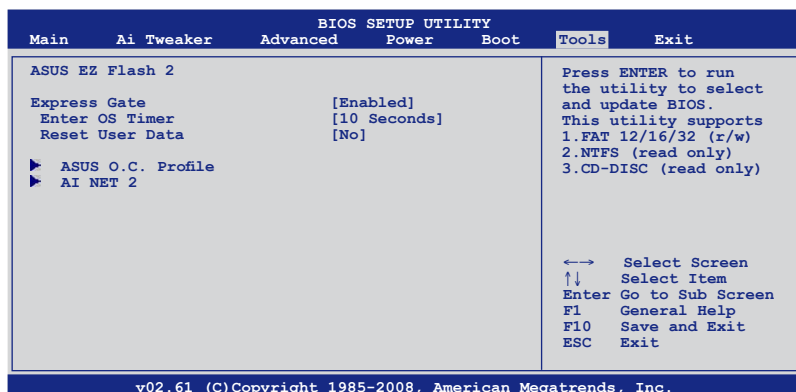 BIOS SETUP UTILITY
Main Ai Tweaker Advanced Power Boot Tools Exit
ASUS EZ Flash 2
Express Gate [Enabled]
Enter OS Timer [10 Seconds]
Reset User Data [No]
ASUS O.C. Profile
AI NET 2
Press ENTER to run
the utility to select
and update BIOS.
This utility supports
1.FAT 12/16/32 (r/w)
2.NTFS (read only)
3.CD-DISC (read only)
←→ Select Screen
↑↓ Select Item
Enter Go to Sub Screen
F1 General Help
F10 Save and Exit
ESC Exit
v02.61 (C)Copyright 1985-2008, American Megatrends, Inc.